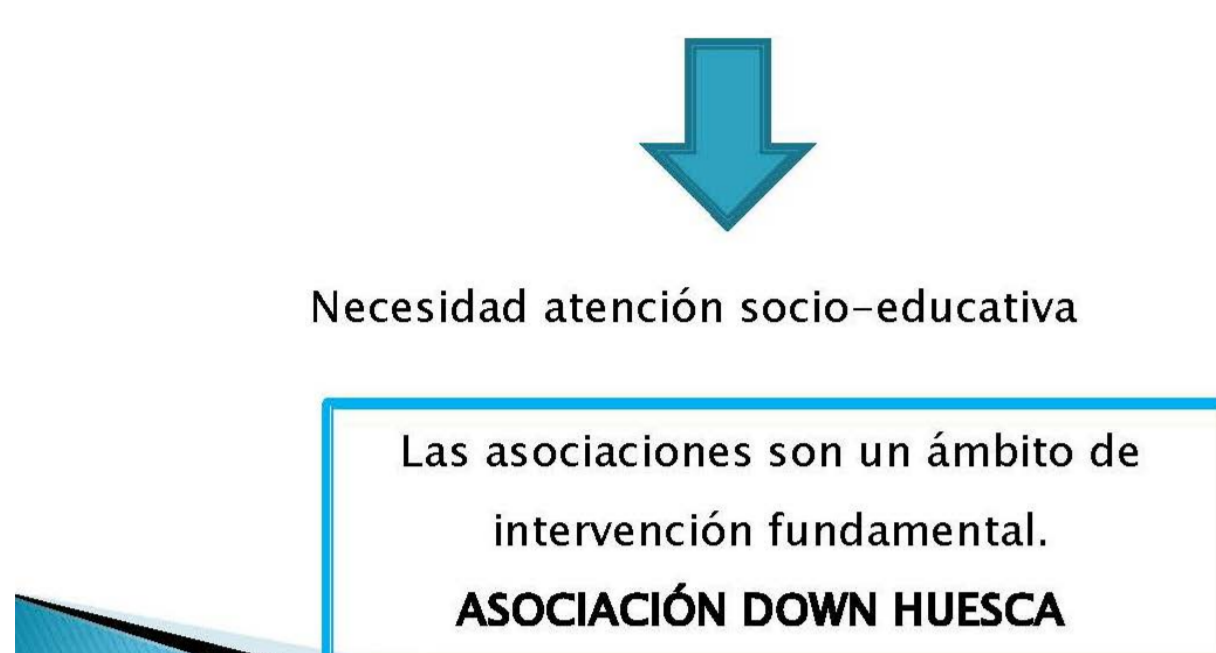 Necesidad atención socio-educativa
Las asociaciones son un ámbito de
intervención fundamental.
ASOCIACIÓN DOWN HUESCA